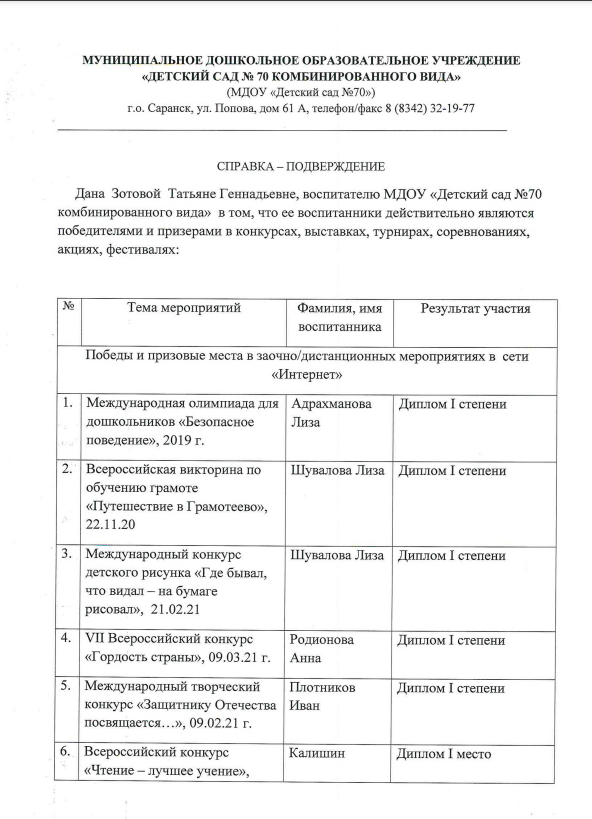 МУНИЦИПАЛЬНОЕ ДОШКОЛЬНОЕ ОБРАЗОВАТЕЛЬНОЕ УЧРЕЖДЕНИЕ
«ДЕТСКИЙ САД № 70 КОМБИНИРОВАННОГО ВИДА»
(МДОУ «Детский сад №70»)
г.о. Саранск, ул. Попова, дом 61 А, телефон/факс 8 (8342) 32-19-77
СПРАВКА – ПОДВЕРЖДЕНИЕ
Дана Зотовой Татьяне Геннадьевне, воспитателю МДОУ «Детский сад №70
комбинированного вида» в том, что ее воспитанники действительно являются
победителями и призерами в конкурсах, выставках, турнирах, соревнованиях,
акциях, фестивалях:
№ Тема мероприятий Фамилия, имя Результат участия
воспитанника
Победы и призовые места в заочно/дистанционных мероприятиях в сети
«Интернет»
1. Международная олимпиада для Адрахманова Диплом I степени
дошкольников «Безопасное Лиза
поведение», 2019 г.
2. Всероссийская викторина по Шувалова Лиза Диплом I степени
обучению грамоте
«Путешествие в Грамотеево»,
22.11.20
3. Международный конкурс Шувалова Лиза Диплом I степени
детского рисунка «Где бывал,
что видал – на бумаге
рисовал», 21.02.21
4. VII Всероссийский конкурс Родионова Диплом I степени
«Гордость страны», 09.03.21 г. Анна
5. Международный творческий Плотников Диплом I степени
конкурс «Защитнику Отечества Иван
посвящается…», 09.02.21 г.
6. Всероссийский конкурс Калишин Диплом I место
«Чтение – лучшее учение»,